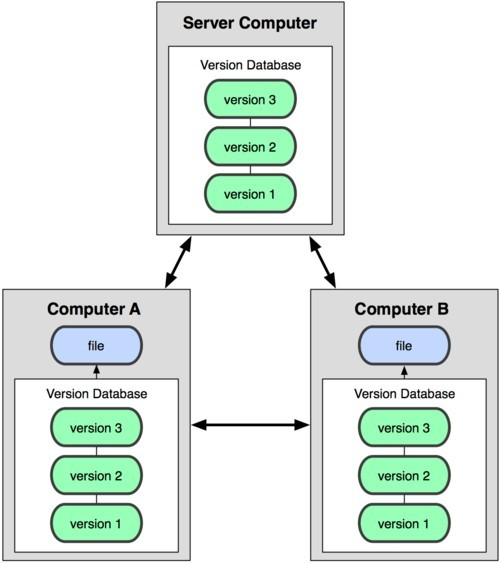 Server Computer
Version Database
version 3
version 2
version 1
Computer A
file
Version Database
version 3
version 2
version 1
Computer B
file
Version Database
version 3
version 2
version 1